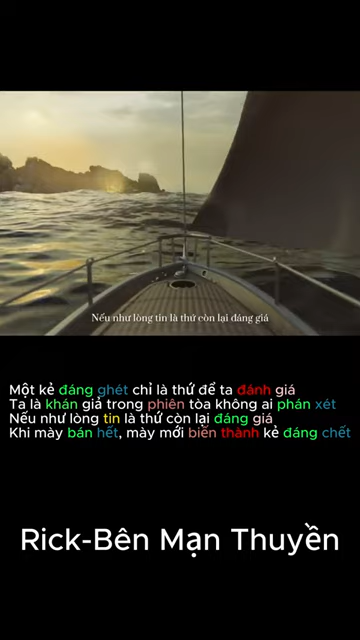 Nếu như lòng tin là thứ còn lại đáng giá
Một kẻ đáng ghét chỉ là thứ để ta đánh giá
Ta là khán giả trong phiên tòa không ai phán xét
Nếu như lòng tin là thứ còn lại đáng giá
Khi mày bán hết, mày mới biến thành kẻ đáng chết
Rick-Bên Mạn Thuyền